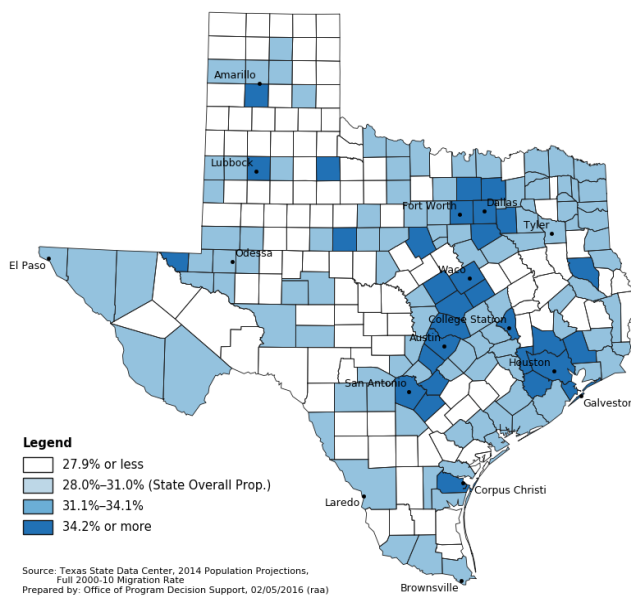 Amarillo
Lubbock
Fort Worth
Dallas
Tyler
El Paso
Odessa
Waco
College Station
Austin
Houston
San Antonio
Galveston
Legend
27.9% or less
28.0%–31.0% (State Overall Prop.)
31.1%–34.1%
34.2% or more
Corpus Christi
Laredo
Source: Texas State Data Center, 2014 Population Projections,
Full 2000-10 Migration Rate
Prepared by: Office of Program Decision Support, 02/05/2016 (raa)
Brownsville